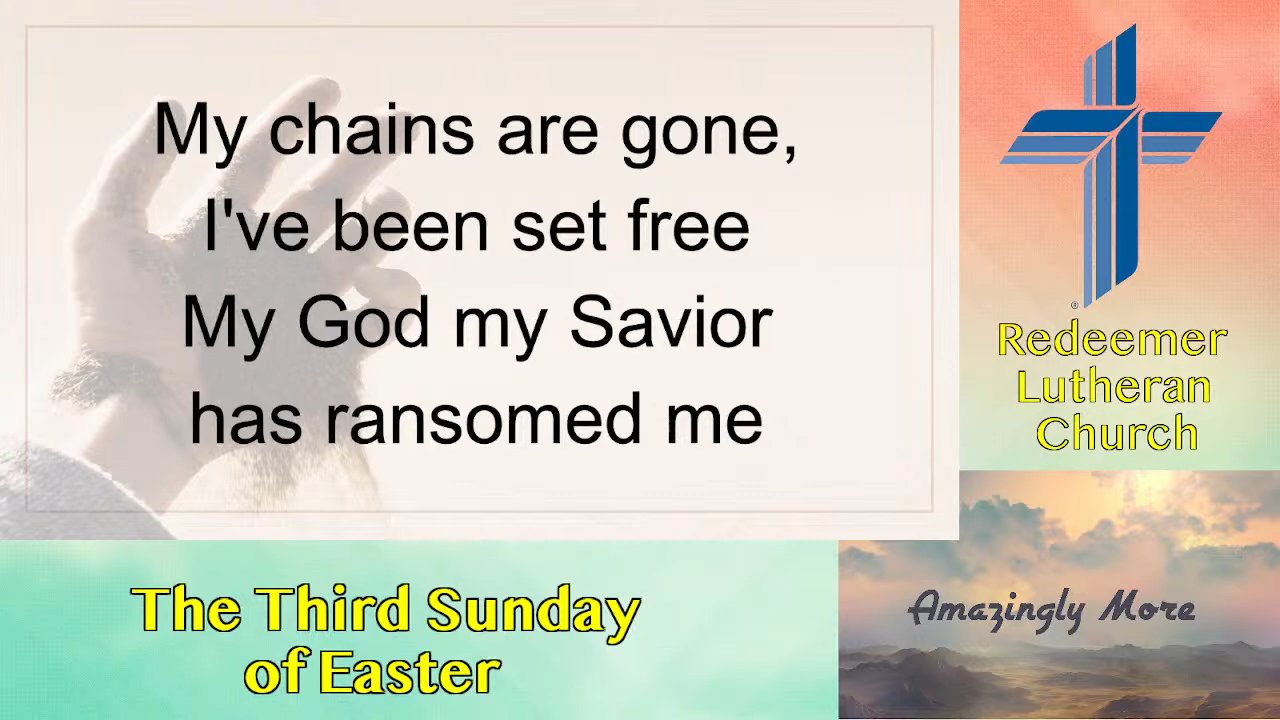 My chains are gone,
I've been set free
My God my Savior
has ransomed me
®
Redeemer
Lutheran
Church
The Third Sunday
of Easter
Amazingly More